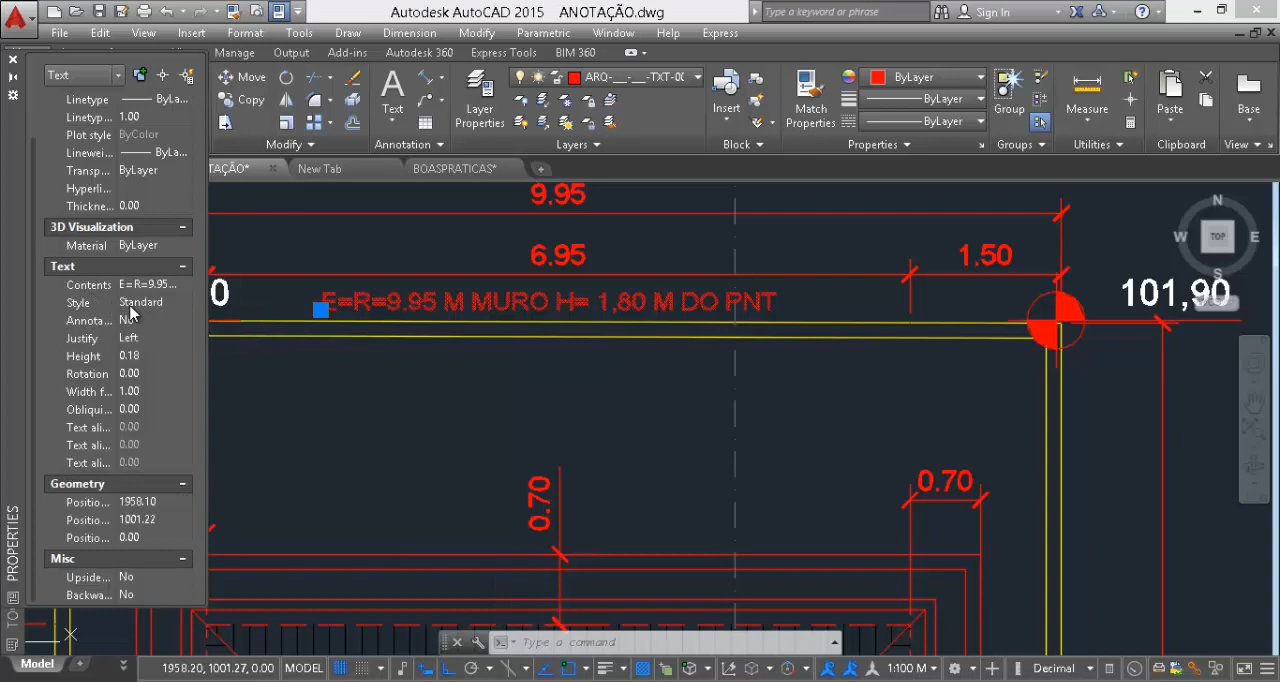 Autodesk AutoCAD 2015 ANOTAÇÃO.dwg
Type a keyword or phrase
Sign In
File Edit View Insert Format Tools Draw Dimension Modify Parametric Window Help Express
Manage Output Add-ins Autodesk 360 Express Tools BIM 360
Move
Copy
Modify
Text
Annotation
Layer Properties
ARQ-___-___-TXT-00
Layers
Insert
Block
Match Properties
ByLayer
ByLa...
ByLayer
ByLayer
Properties
Group
Groups
Measure
Utilities
Paste
Clipboard
Base
View
TAÇÃO*
New Tab
BOASPRATICAS*
Text
Linetype ByLa...
Linetyp... 1.00
Plot style ByColor
Linewei... ByLa...
Transp... ByLayer
Hyperli...
Thickne... 0.00
3D Visualization
Material ByLayer
Text
Contents E=R=9.95...
Style Standard
Annota... No
Justify Left
Height 0.18
Rotation 0.00
Width f... 1.00
Obliqui... 0.00
Text ali... 0.00
Text ali... 0.00
Text ali... 0.00
Geometry
Positio... 1958.10
Positio... 1001.22
Positio... 0.00
Misc
Upside... No
Backwa... No
PROPERTIES
9.95
6.95
1.50
0
E=R=9.95 M MURO H= 1,80 M DO PNT
101,90
0.70
0.70
N
W TOP E
S
X
Type a command
Model
1958.20, 1001.27, 0.00 MODEL
1:100 M
Decimal